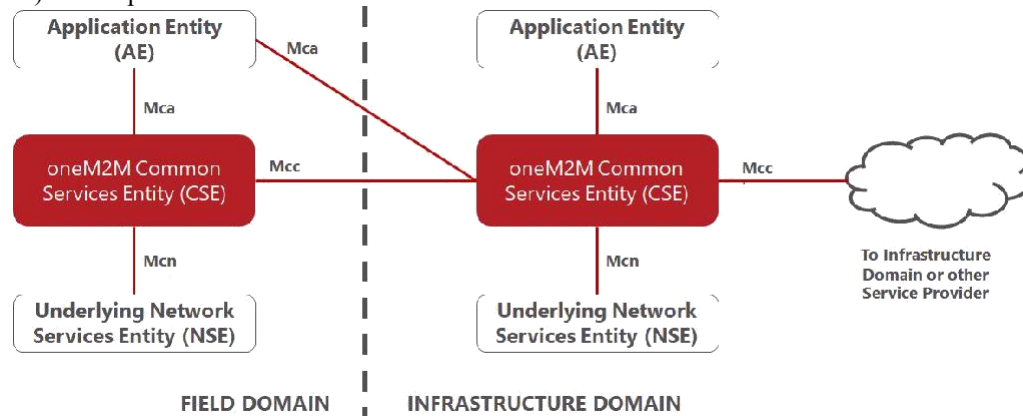 Application Entity
(AE)
Mca
Application Entity
(AE)
Mca
Mca
oneM2M Common
Services Entity (CSE)
Mcc
oneM2M Common
Services Entity (CSE)
Mcc
Mcn
Mcn
To Infrastructure
Domain or other
Service Provider
Underlying Network
Services Entity (NSE)
Underlying Network
Services Entity (NSE)
FIELD DOMAIN
INFRASTRUCTURE DOMAIN